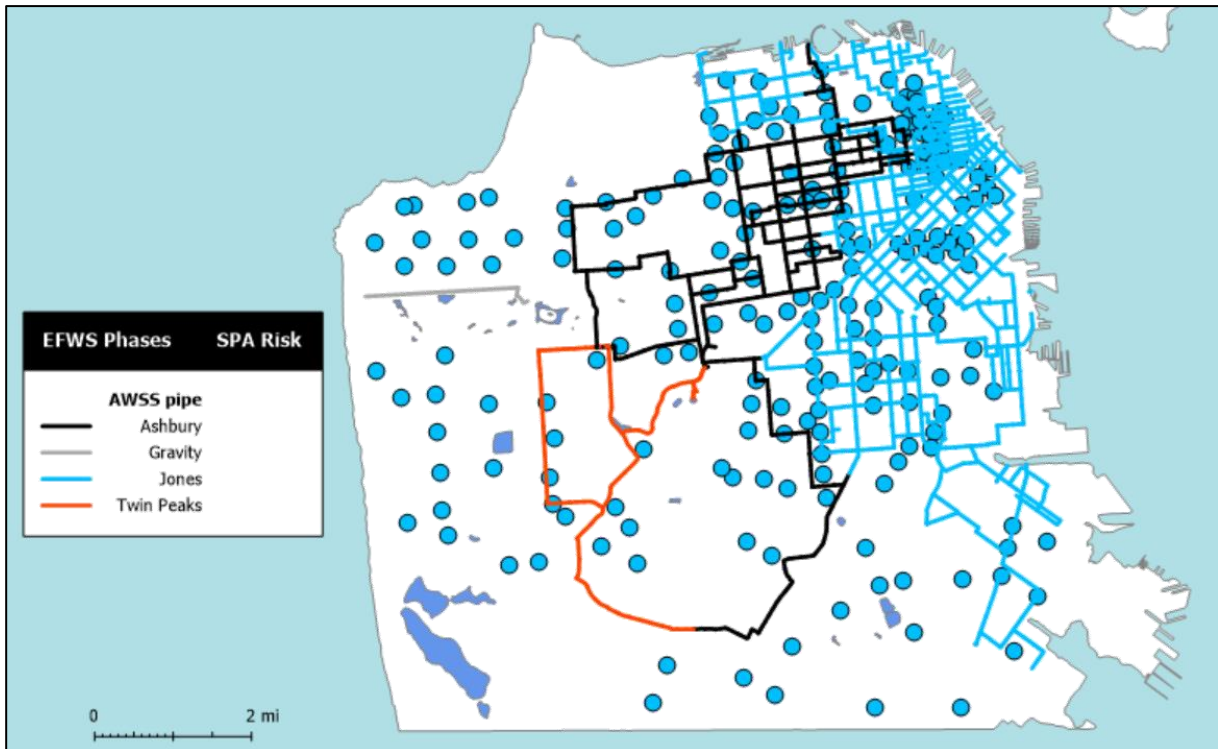 EFWS Phases SPA Risk
AWSS pipe
Ashbury
Gravity
Jones
Twin Peaks
0 2 mi